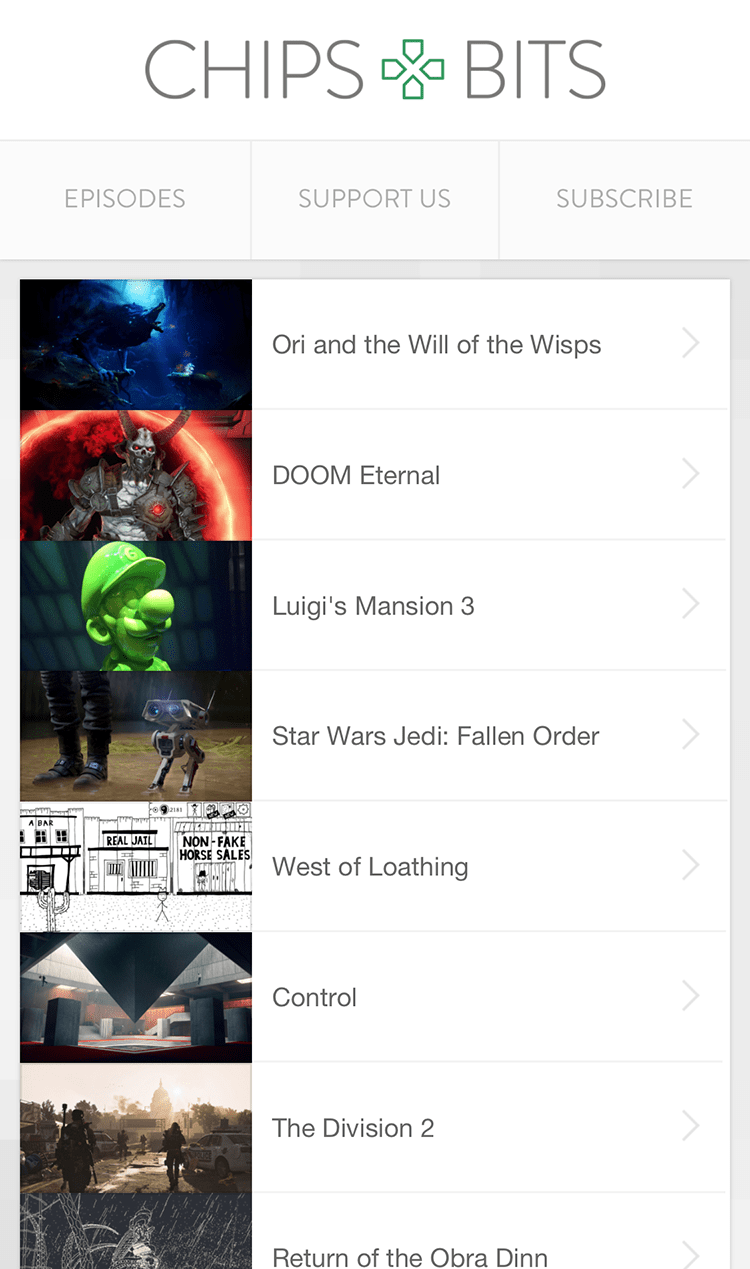 CHIPS BITS
EPISODES
SUPPORT US
SUBSCRIBE
Ori and the Will of the Wisps
DOOM Eternal
Luigi's Mansion 3
Star Wars Jedi: Fallen Order
A BAR
REAL JAIL
NON-FAKE
HORSE SALES
2181
West of Loathing
Control
The Division 2
Return of the Obra Dinn